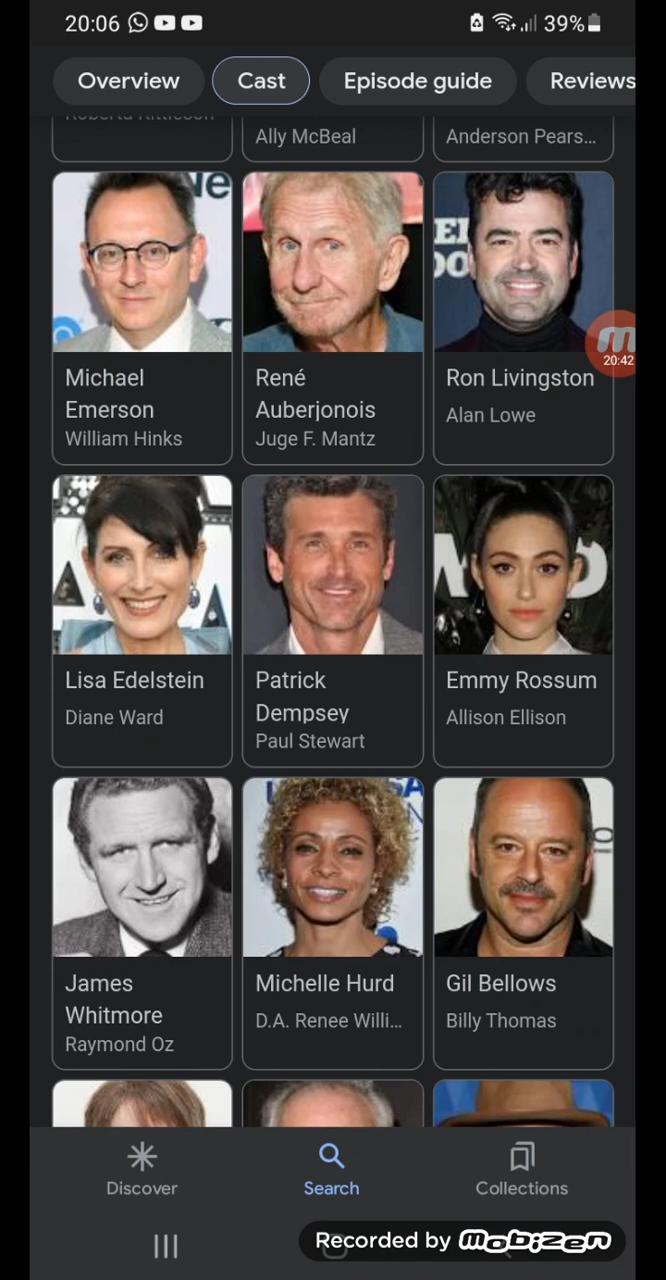 20:06 39%
Overview Cast Episode guide Reviews
Ally McBeal Anderson Pears...
Michael
Emerson
William Hinks
René
Auberjonois
Juge F. Mantz
Ron Livingston
Alan Lowe
20:42
Lisa Edelstein
Diane Ward
Patrick
Dempsey
Paul Stewart
Emmy Rossum
Allison Ellison
James
Whitmore
Raymond Oz
Michelle Hurd
D.A. Renee Willi...
Gil Bellows
Billy Thomas
Discover Search Collections
Recorded by mobizen